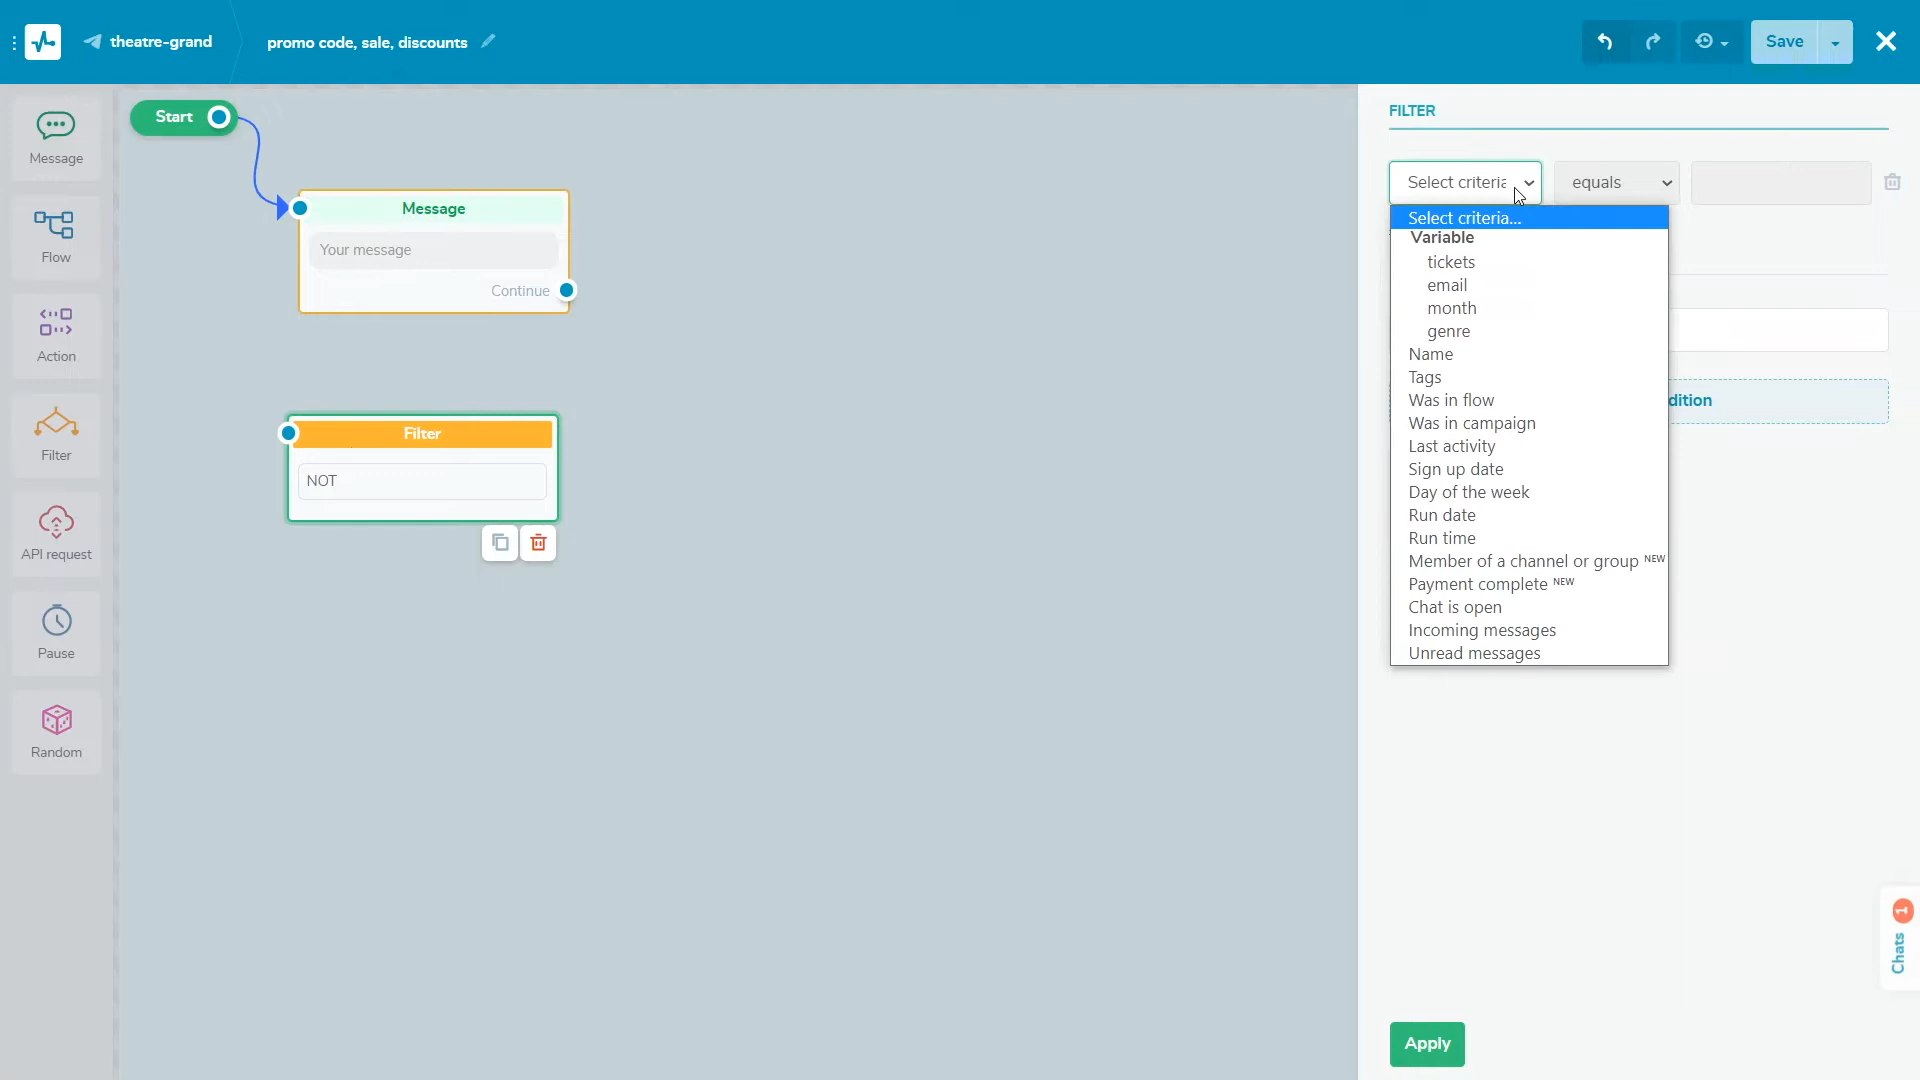 theatre-grand
promo code, sale, discounts
Save
Message
Flow
Action
Filter
API request
Pause
Random
Start
Message
Your message
Continue
Filter
NOT
FILTER
Select criteria
equals
Select criteria...
Variable
tickets
email
month
genre
Name
Tags
Was in flow
Was in campaign
Last activity
Sign up date
Day of the week
Run date
Run time
Member of a channel or group NEW
Payment complete NEW
Chat is open
Incoming messages
Unread messages
dition
Chats 1
Apply